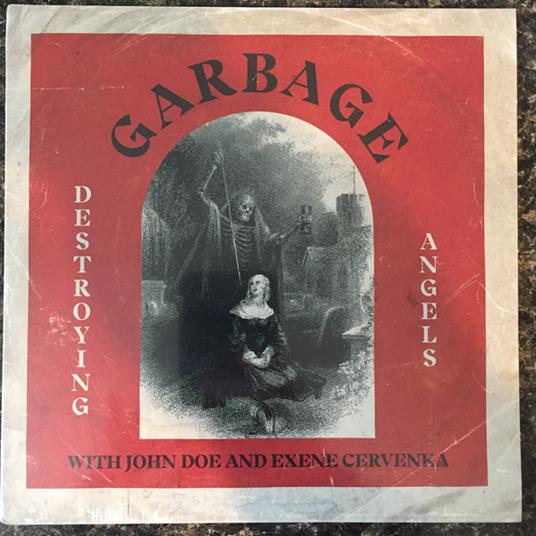 GARBAGE
DESTROYING
ANGELS
WITH JOHN DOE AND EXENE CERVENKA